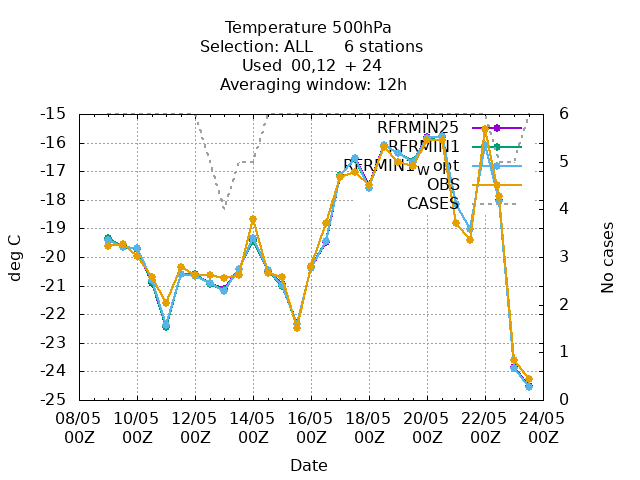 Temperature 500hPa
Selection: ALL 6 stations
Used 00,12 + 24
Averaging window: 12h
RFRMIN25
RFRMIN1
RFRMIN1w opt
OBS
CASES
-15
-16
-17
-18
-19
-20
-21
-22
-23
-24
-25
deg C
6
5
4
3
2
1
0
No cases
08/05 10/05 12/05 14/05 16/05 18/05 20/05 22/05 24/05
00Z 00Z 00Z 00Z 00Z 00Z 00Z 00Z 00Z
Date